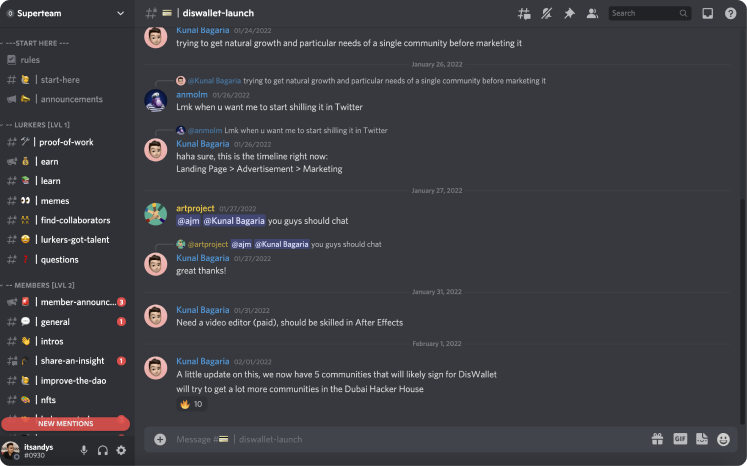 Superteam
---START HERE ---
rules
start-here
announcements
-- LURKERS [LVL 1]
proof-of-work
earn
learn
memes
find-collaborators
lurkers-got-talent
questions
-- MEMBERS [LVL 2]
member-announc... 3
general 1
intros
share-an-insight 1
improve-the-dao
nfts
NEW MENTIONS
itsandys
#0930
diswallet-launch
Search
Kunal Bagaria 01/24/2022
trying to get natural growth and particular needs of a single community before marketing it
January 26, 2022
@Kunal Bagaria trying to get natural growth and particular needs of a single community before marketing it
anmolm 01/26/2022
Lmk when u want me to start shilling it in Twitter
@anmolm Lmk when u want me to start shilling it in Twitter
Kunal Bagaria 01/26/2022
haha sure, this is the timeline right now:
Landing Page > Advertisement > Marketing
January 27, 2022
artproject 01/27/2022
@ajm @Kunal Bagaria you guys should chat
@artproject @ajm @Kunal Bagaria you guys should chat
Kunal Bagaria 01/27/2022
great thanks!
January 31, 2022
Kunal Bagaria 01/31/2022
Need a video editor (paid), should be skilled in After Effects
February 1, 2022
Kunal Bagaria 02/01/2022
A little update on this, we now have 5 communities that will likely sign for DisWallet
will try to get a lot more communities in the Dubai Hacker House
10
Message #💳 | diswallet-launch
GIF